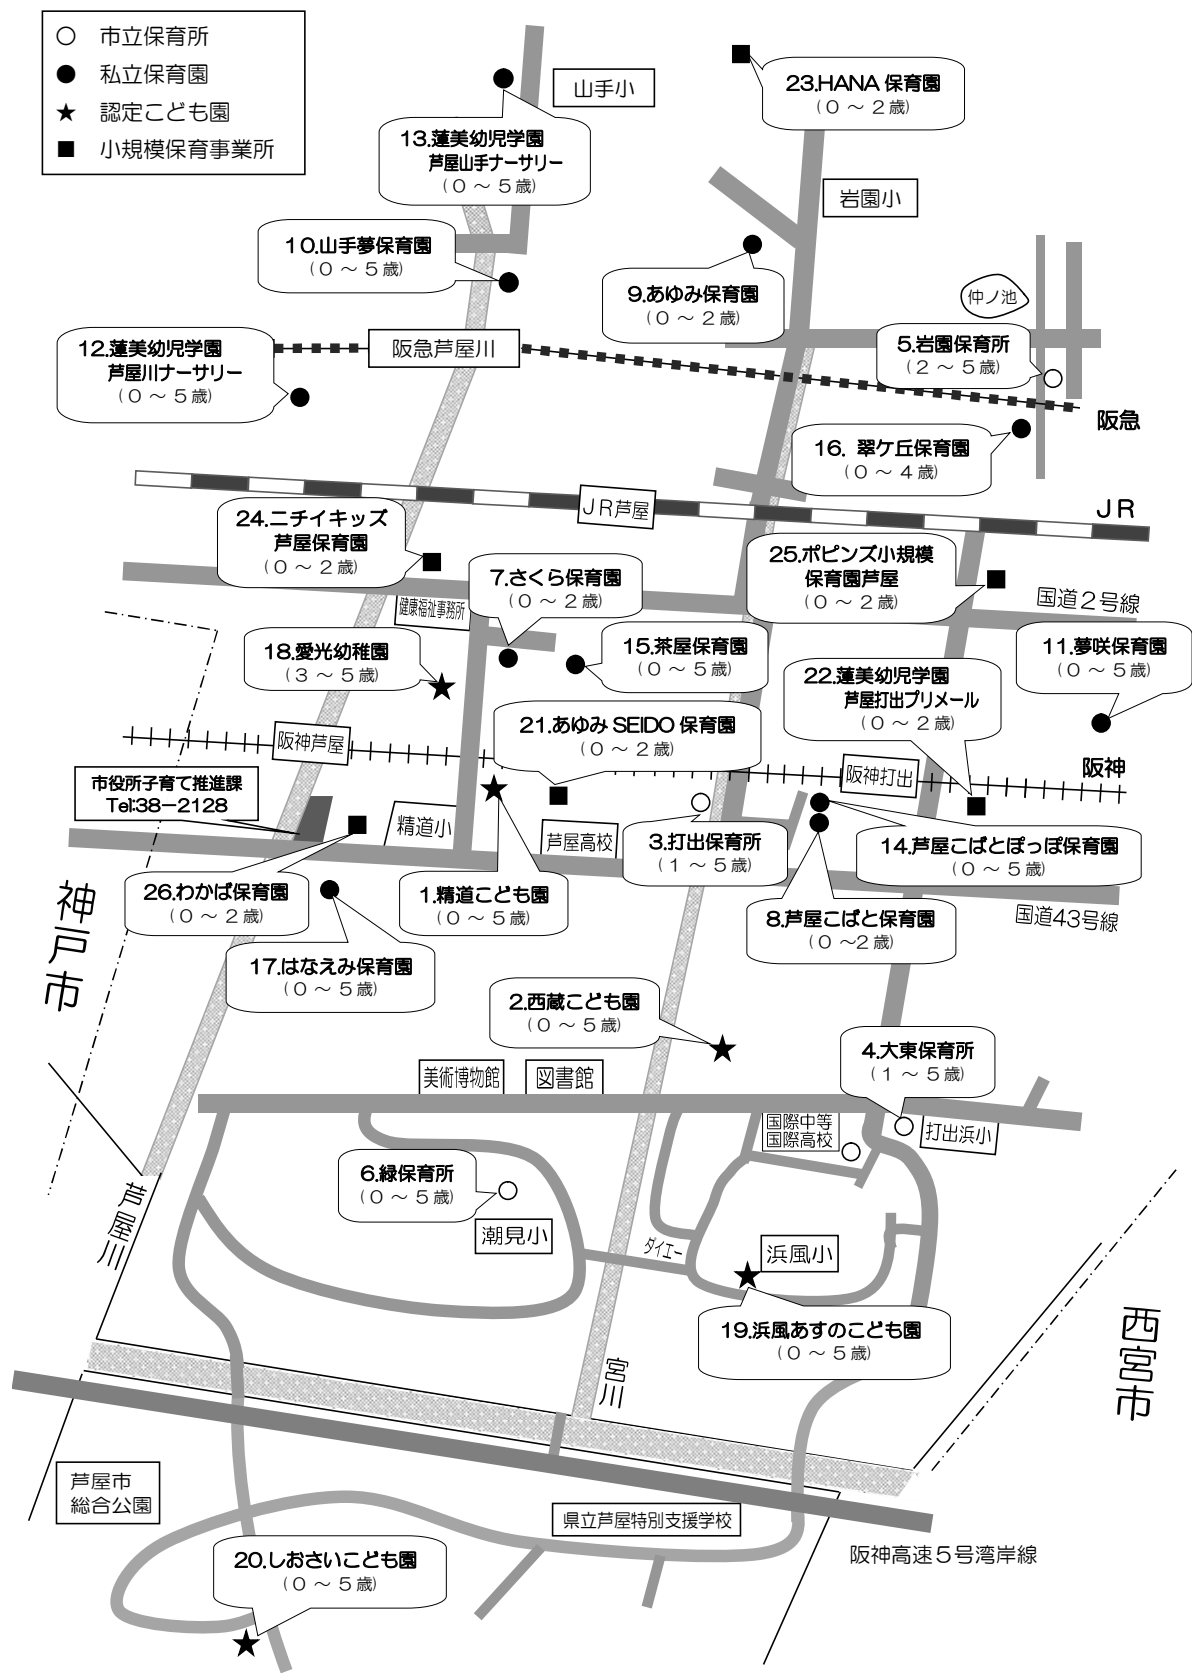 市立保育所
私立保育園
認定こども園
小規模保育事業所
山手小
23.HANA 保育園
(０ ～ ２歳)
13.蓮美幼児学園
芦屋山手ナーサリー
(０ ～ ５歳)
岩園小
10.山手夢保育園
(０ ～ ５歳)
9.あゆみ保育園
(０ ～ ２歳)
仲ノ池
12.蓮美幼児学園
芦屋川ナーサリー
(０ ～ ５歳)
阪急芦屋川
5.岩園保育所
(２ ～ ５歳)
阪急
16. 翠ケ丘保育園
(０ ～ ４歳)
ＪＲ芦屋
ＪＲ
24.ニチイキッズ
芦屋保育園
(０ ～ ２歳)
7.さくら保育園
(０ ～ ２歳)
25.ポピンズ小規模
保育園芦屋
(０ ～ ２歳)
国道２号線
健康福祉事務所
18.愛光幼稚園
(３ ～ ５歳)
15.茶屋保育園
(０ ～ ５歳)
11.夢咲保育園
(０ ～ ５歳)
22.蓮美幼児学園
芦屋打出プリメール
(０ ～ ２歳)
21.あゆみ SEIDO 保育園
(０ ～ ２歳)
阪神芦屋
阪神打出
阪神
市役所子育て推進課
Tel:38－2128
精道小
芦屋高校
3.打出保育所
(１ ～ ５歳)
14.芦屋こばとぽっぽ保育園
(０ ～ ５歳)
26.わかば保育園
(０ ～ ２歳)
1.精道こども園
(０ ～ ５歳)
8.芦屋こばと保育園
(０ ～２歳)
国道43号線
神戸市
17.はなえみ保育園
(０ ～ ５歳)
2.西蔵こども園
(０ ～ ５歳)
4.大東保育所
(１ ～ ５歳)
美術博物館
図書館
国際中等
国際高校
打出浜小
6.緑保育所
(０ ～ ５歳)
芦屋川
潮見小
ダイエー
浜風小
19.浜風あすのこども園
(０ ～ ５歳)
西宮市
宮川
芦屋市
総合公園
県立芦屋特別支援学校
阪神高速５号湾岸線
20.しおさいこども園
(０ ～ ５歳)